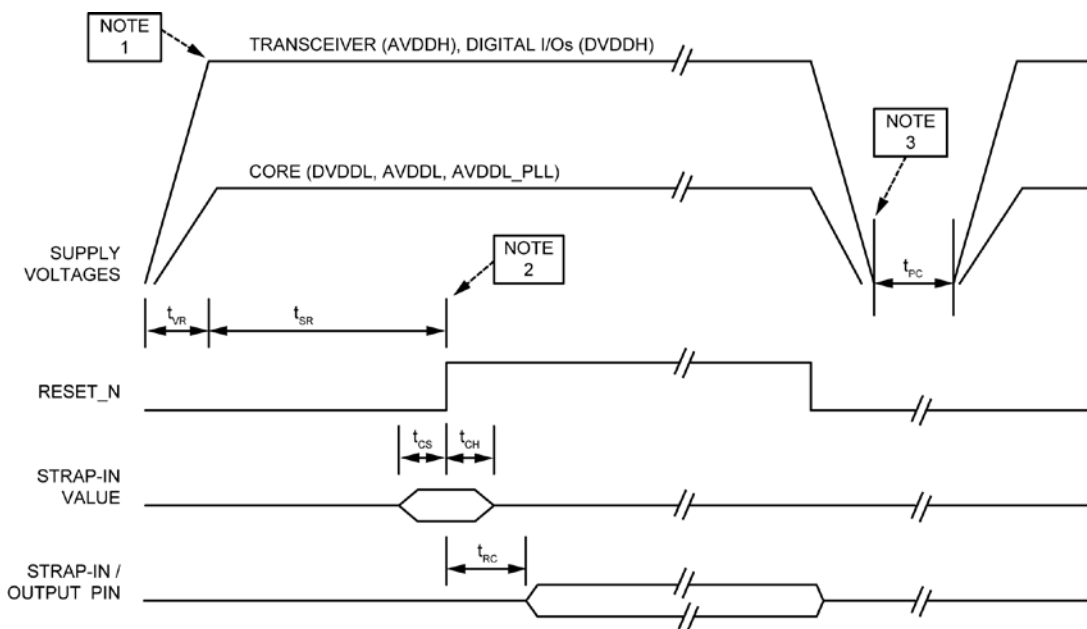 NOTE
1
TRANSCEIVER (AVDDH), DIGITAL I/Os (DVDDH)
NOTE
3
CORE (DVDDL, AVDDL, AVDDL_PLL)
NOTE
2
SUPPLY
VOLTAGES
tVR
tSR
tPC
RESET_N
tCS
tCH
STRAP-IN
VALUE
tRC
STRAP-IN /
OUTPUT PIN